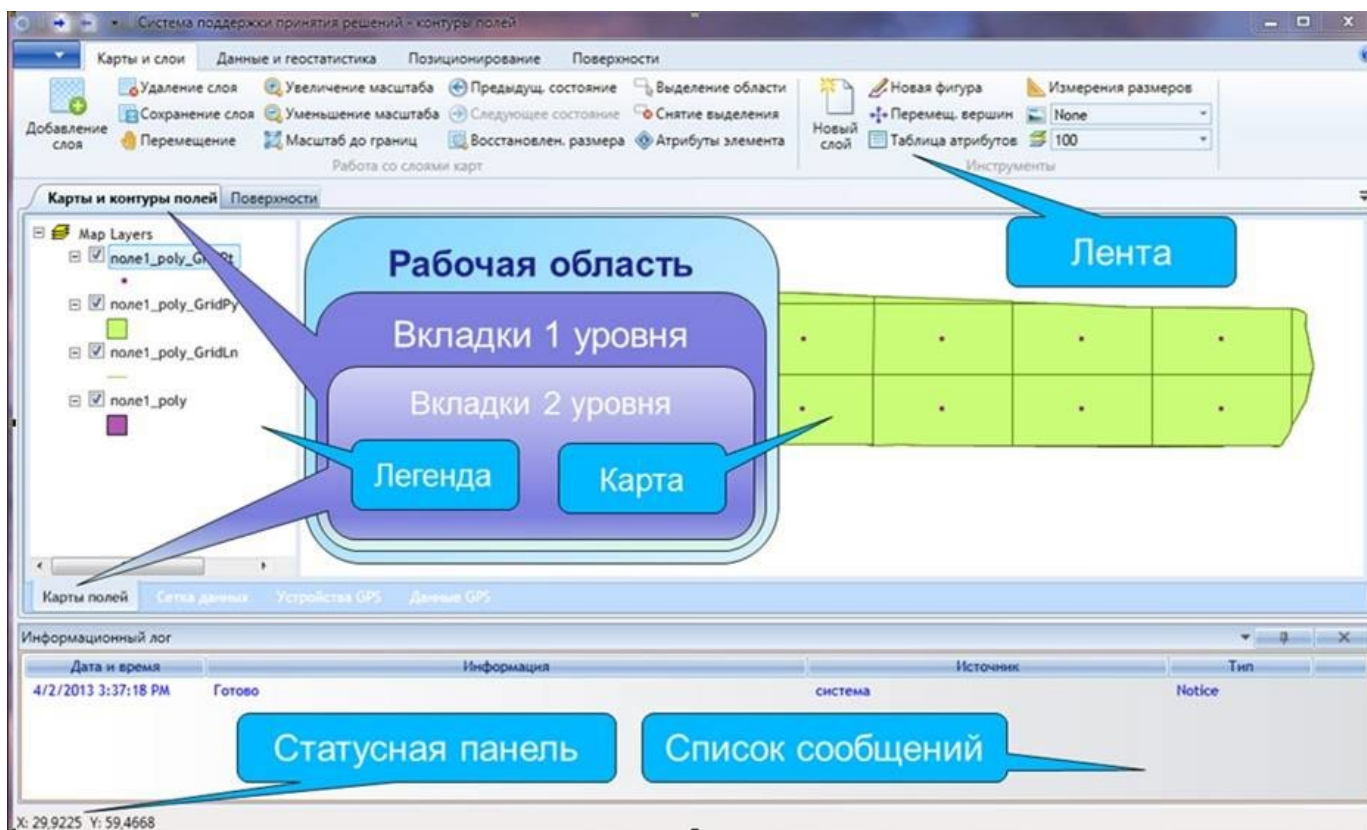 Система поддержки принятия решений - контуры полей
Карты и слои Данные и геостатистика Позиционирование Поверхности
Добавление слоя
Удаление слоя
Сохранение слоя
Перемещение
Увеличение масштаба
Уменьшение масштаба
Масштаб до границ
Предыдущ. состояние
Следующее состояние
Восстановлен. размера
Выделение области
Снятие выделения
Атрибуты элемента
Работа со слоями карт
Новый слой
Новая фигура
Перемещ. вершин
Таблица атрибутов
Измерения размеров
None
100
Инструменты
Карты и контуры полей Поверхности
Map Layers
поле1_poly_GridPy
поле1_poly_GridLn
поле1_poly
Лента
Рабочая область
Вкладки 1 уровня
Вкладки 2 уровня
Легенда
Карта
Карты полей Сетка данных Устройства GPS Данные GPS
Информационный лог
Дата и время Информация Источник Тип
4/2/2013 3:37:18 PM Готово система Notice
Статусная панель
Список сообщений
X: 29,9225 Y: 59,4668